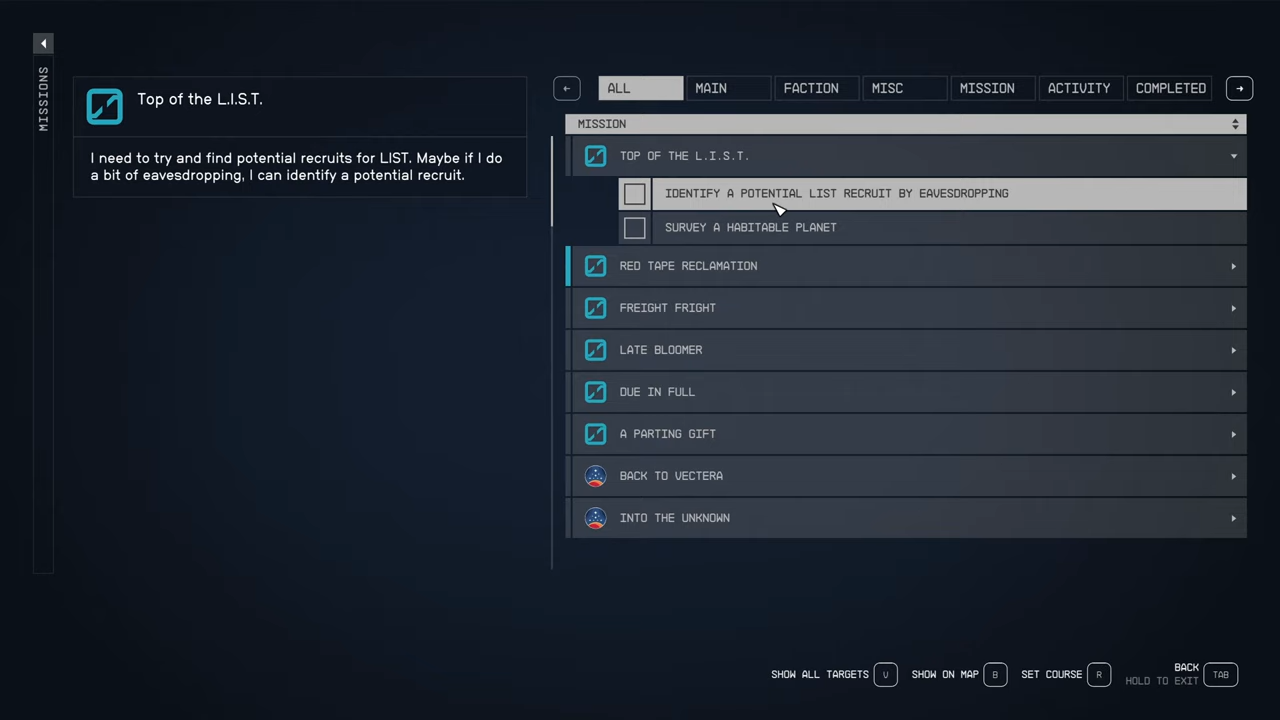 MISSIONS
Top of the L.I.S.T.
I need to try and find potential recruits for LIST. Maybe if I do
a bit of eavesdropping, I can identify a potential recruit.
ALL MAIN FACTION MISC MISSION ACTIVITY COMPLETED
MISSION
TOP OF THE L.I.S.T.
IDENTIFY A POTENTIAL LIST RECRUIT BY EAVESDROPPING
SURVEY A HABITABLE PLANET
RED TAPE RECLAMATION
FREIGHT FRIGHT
LATE BLOOMER
DUE IN FULL
A PARTING GIFT
BACK TO VECTERA
INTO THE UNKNOWN
SHOW ALL TARGETS V SHOW ON MAP B SET COURSE R BACK TAB
HOLD TO EXIT